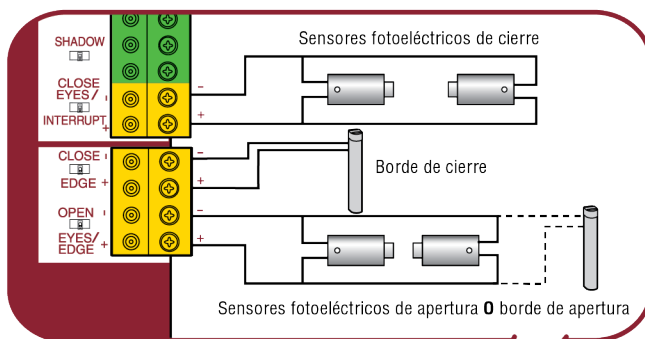 SHADOW
Sensores fotoeléctricos de cierre
CLOSE
EYES / -
INTERRUPT +
-
+
CLOSE -
EDGE +
-
+
Borde de cierre
OPEN -
EYES/
EDGE +
-
+
Sensores fotoeléctricos de apertura O borde de apertura